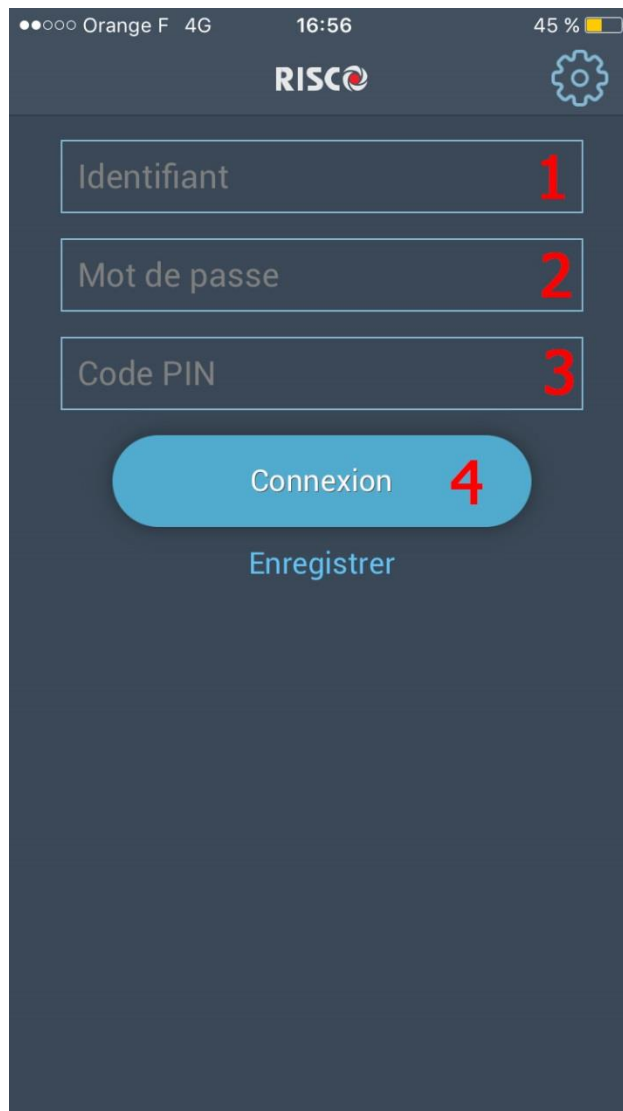 Orange F 4G 16:56 45 %
RISCO
Identifiant 1
Mot de passe 2
Code PIN 3
Connexion 4
Enregistrer